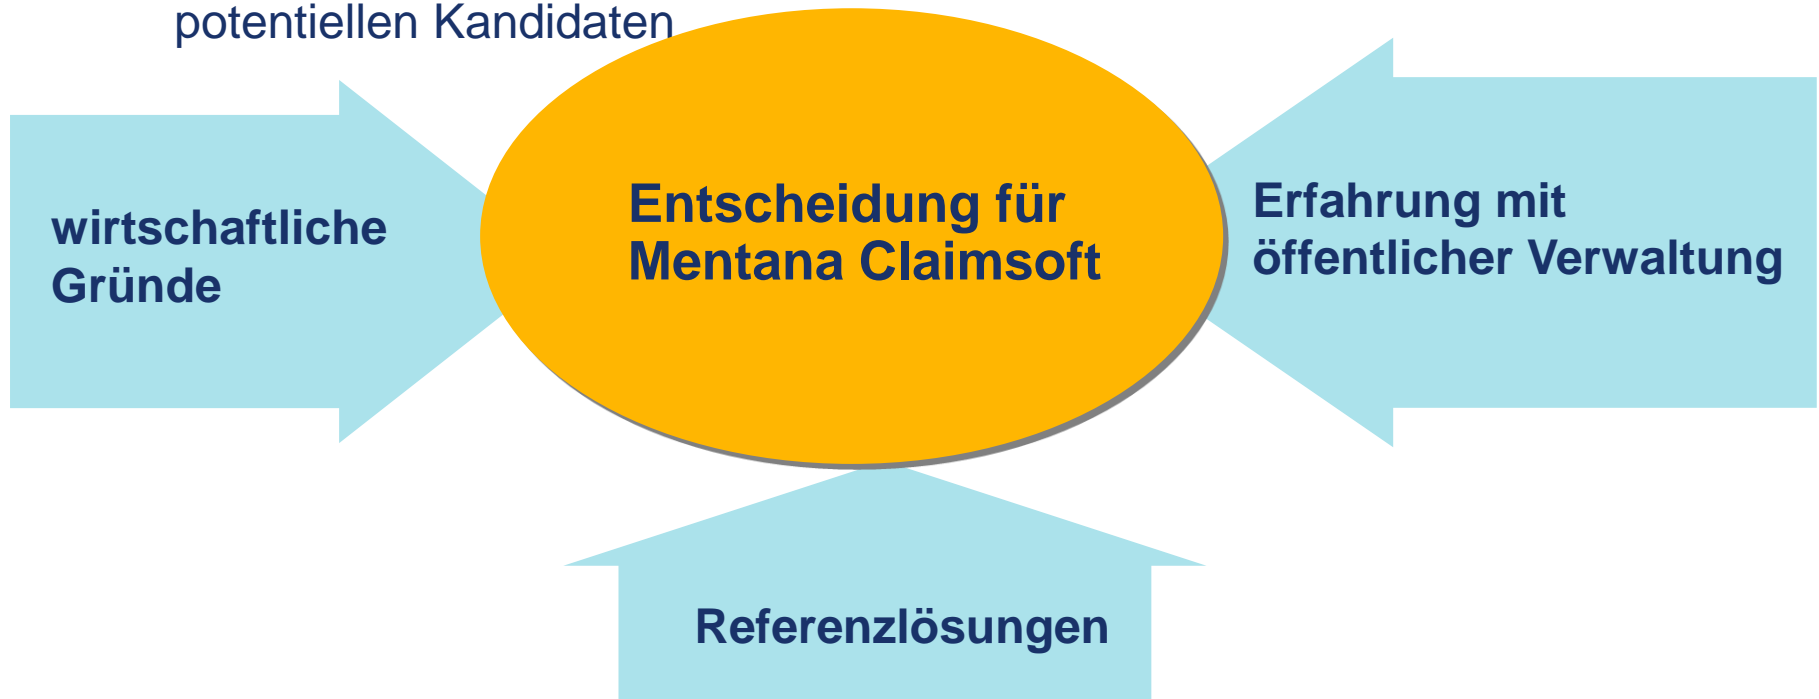 potentiellen Kandidaten
wirtschaftliche
Gründe
Entscheidung für
Mentana Claimsoft
Erfahrung mit
öffentlicher Verwaltung
Referenzlösungen